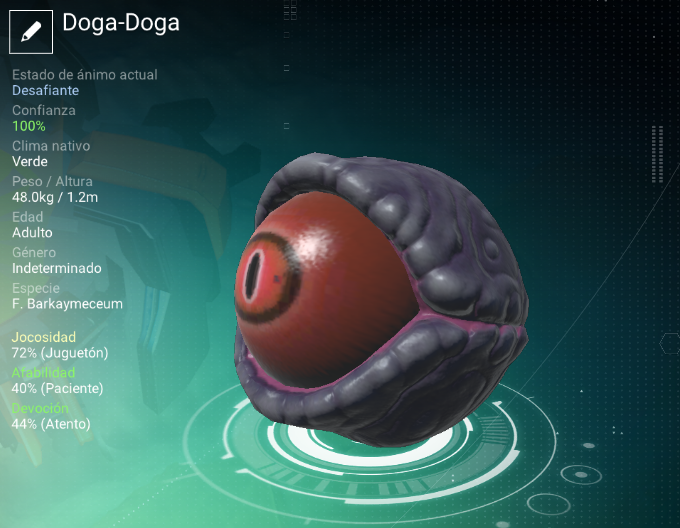 Doga-Doga
Estado de ánimo actual
Desafiante
Confianza
100%
Clima nativo
Verde
Peso / Altura
48.0kg / 1.2m
Edad
Adulto
Género
Indeterminado
Especie
F. Barkaymeceum
Jocosidad
72% (Juguetón)
Afabilidad
40% (Paciente)
Devoción
44% (Atento)